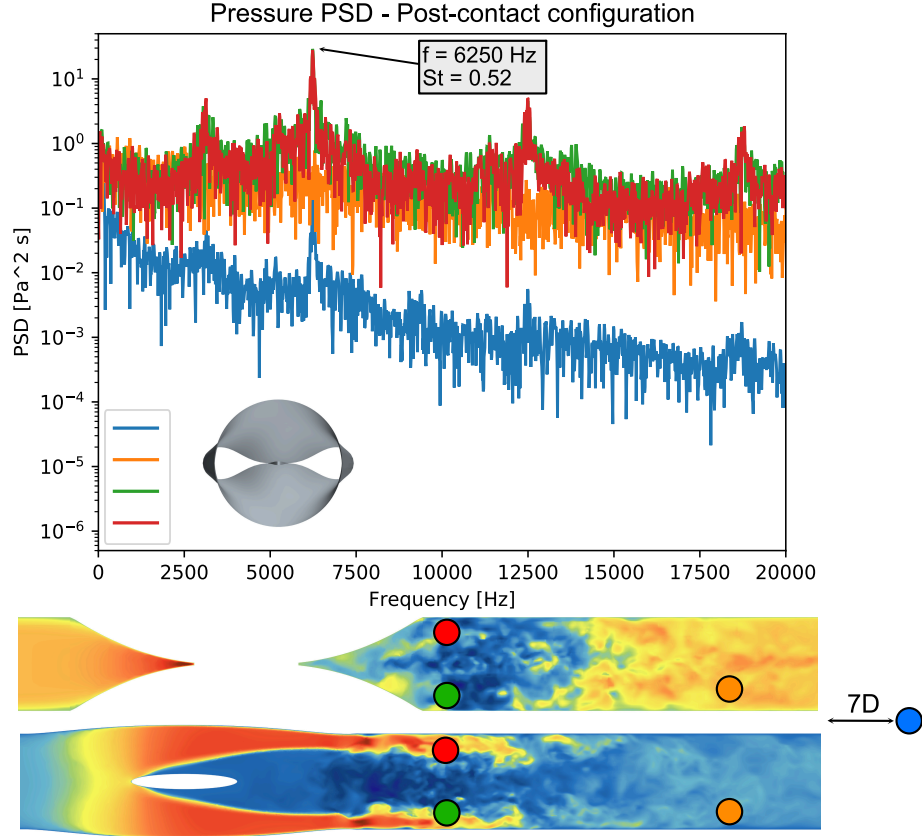 Pressure PSD - Post-contact configuration
f = 6250 Hz
St = 0.52
10^1
10^0
10^-1
10^-2
10^-3
10^-4
10^-5
10^-6
PSD [Pa^2 s]
0 2500 5000 7500 10000 12500 15000 17500 20000
Frequency [Hz]
7D